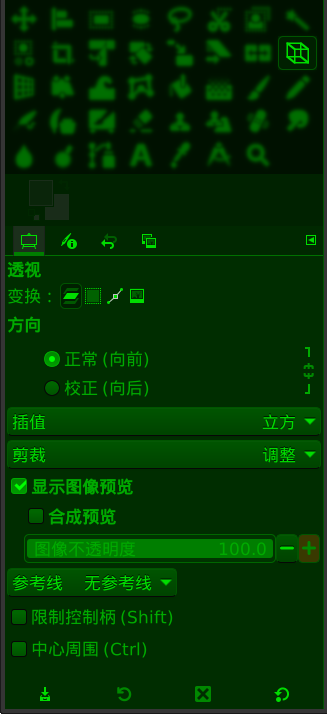 透视
变换：
方向
正常 (向前)
校正 (向后)
插值 立方
剪裁 调整
显示图像预览
合成预览
图像不透明度 100.0
参考线 无参考线
限制控制柄 (Shift)
中心周围 (Ctrl)